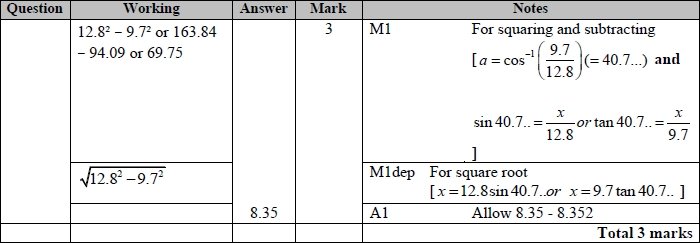 Question Working Answer Mark Notes
12.8² – 9.7² or 163.84 3 M1 For squaring and subtracting
– 94.09 or 69.75 [a = cos⁻¹(9.7/12.8)(= 40.7...) and
sin 40.7.. = x/12.8 or tan 40.7.. = x/9.7
]
√(12.8² – 9.7²) M1dep For square root
[x = 12.8sin 40.7..or x = 9.7 tan 40.7.. ]
8.35 A1 Allow 8.35 - 8.352
Total 3 marks